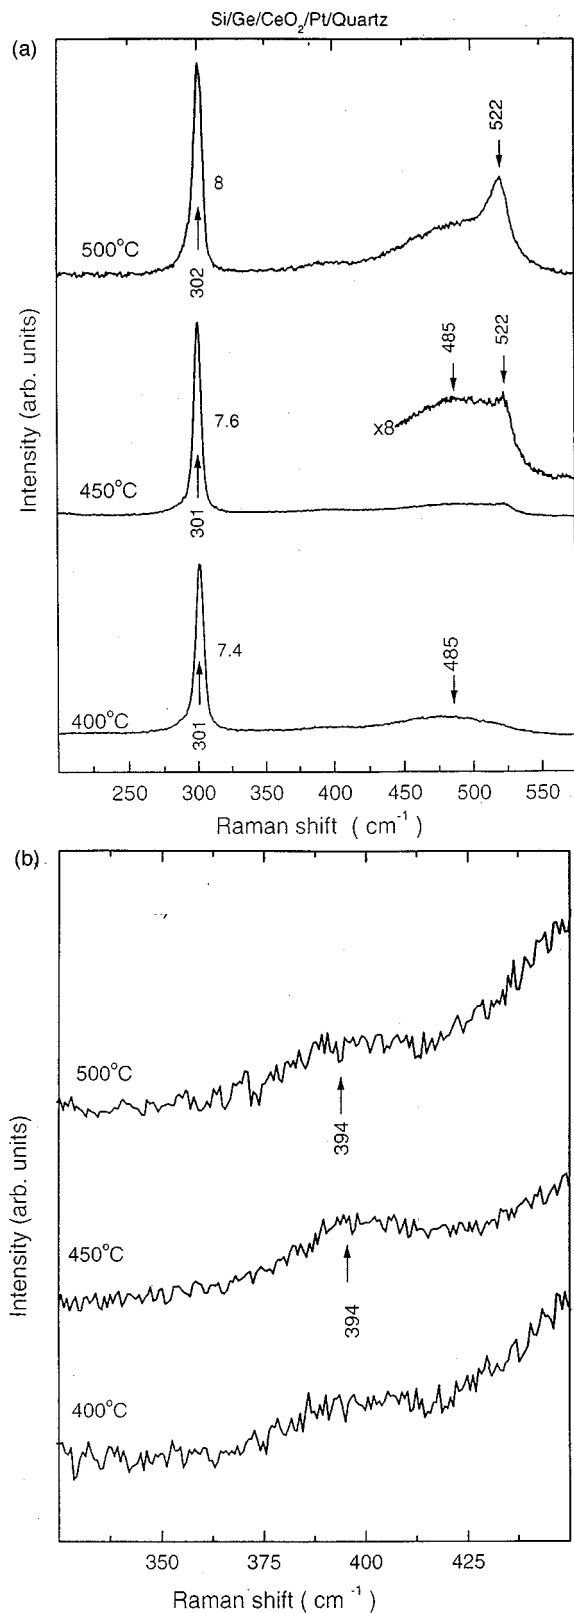 Si/Ge/CeO₂/Pt/Quartz
(a)
Intensity (arb. units)
522
8
500°C
302
485
522
x8
7.6
450°C
301
7.4
485
400°C
301
250 300 350 400 450 500 550
Raman shift ( cm⁻¹ )
(b)
Intensity (arb. units)
500°C
394
450°C
394
400°C
350 375 400 425
Raman shift ( cm ⁻¹ )